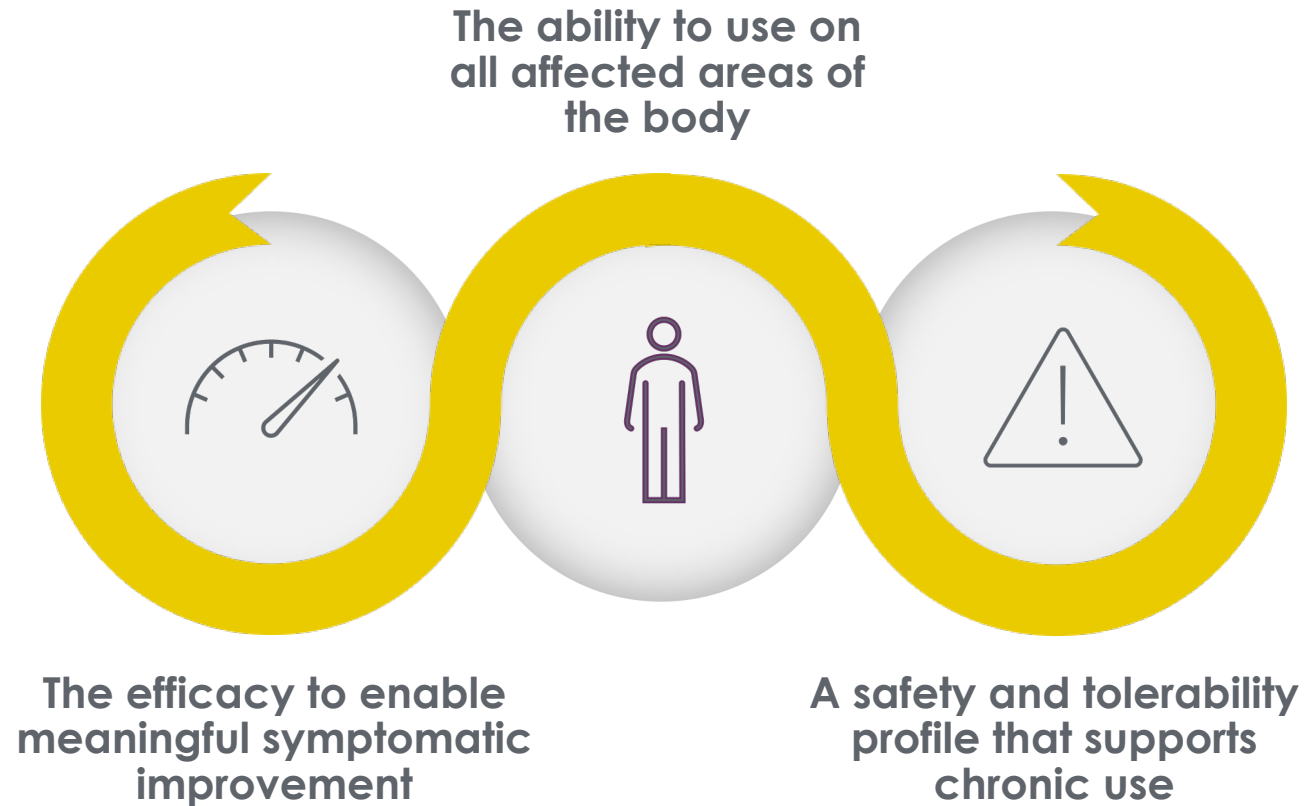 The ability to use on
all affected areas of
the body
The efficacy to enable
meaningful symptomatic
improvement
A safety and tolerability
profile that supports
chronic use